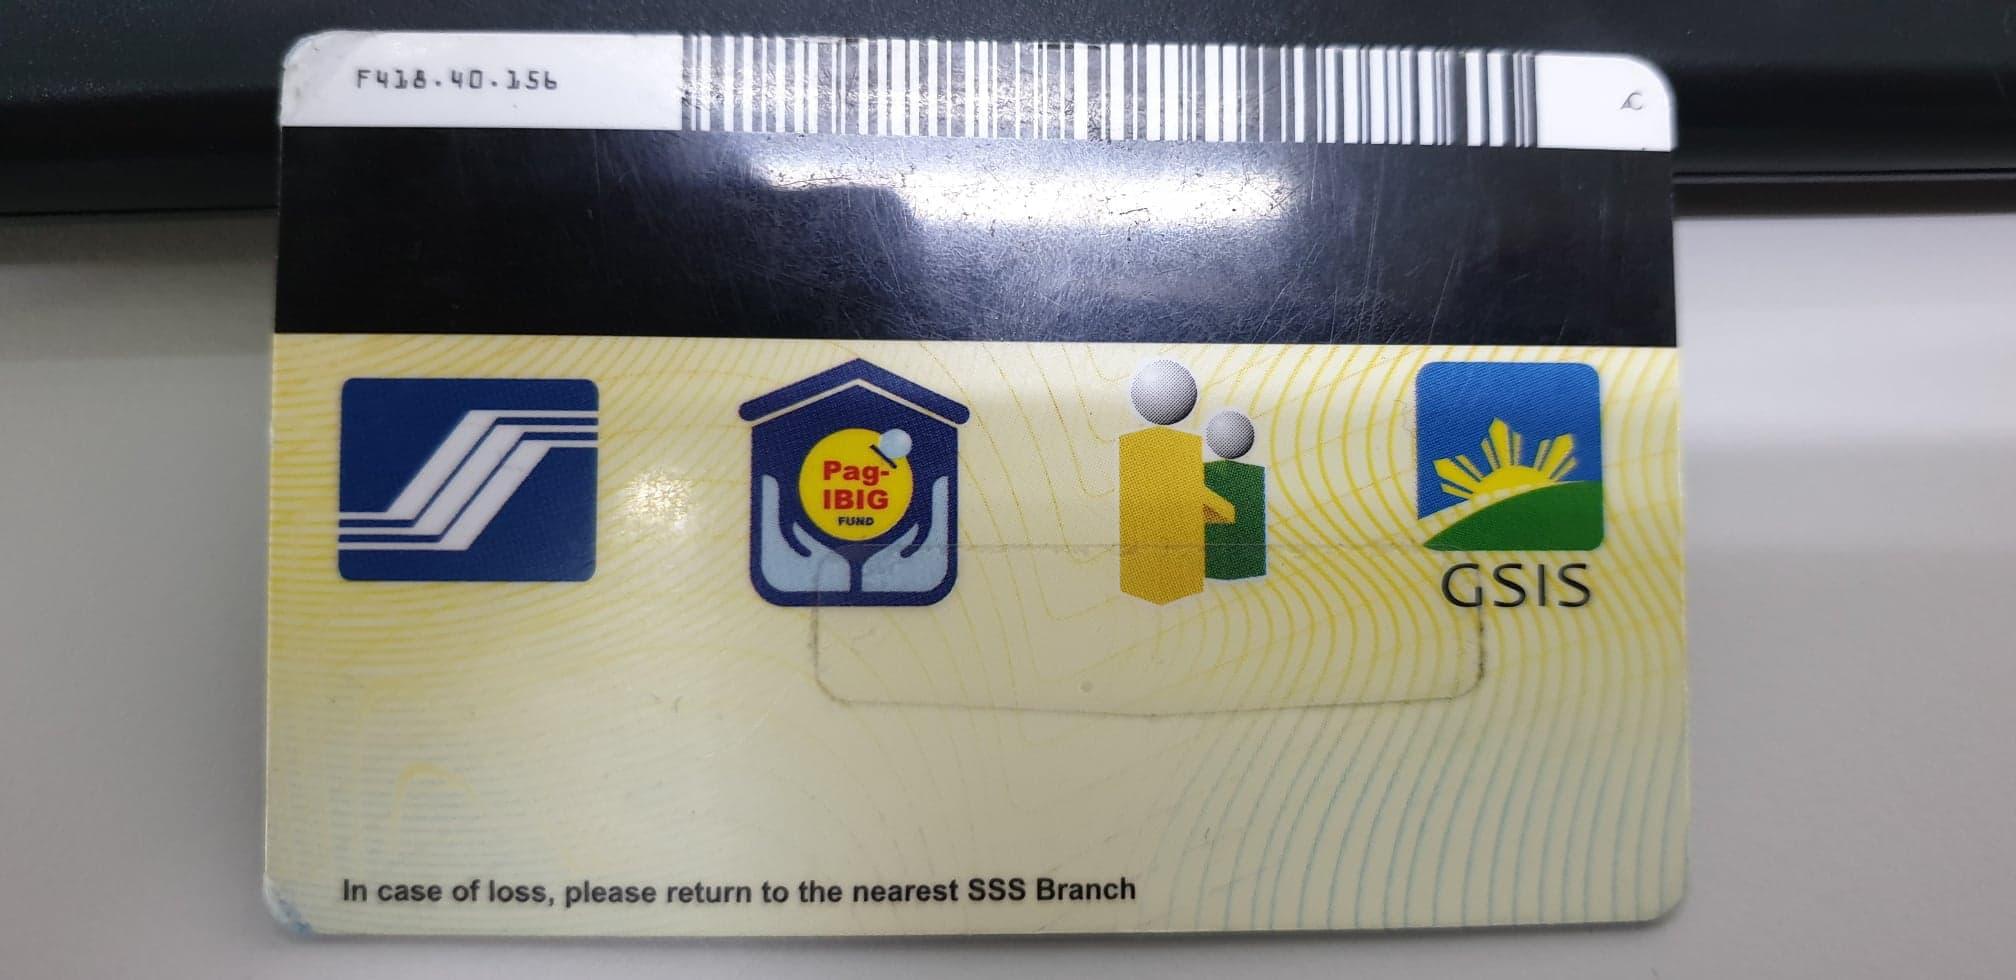 F418.40.156
Pag-
IBIG
FUND
GSIS
In case of loss, please return to the nearest SSS Branch